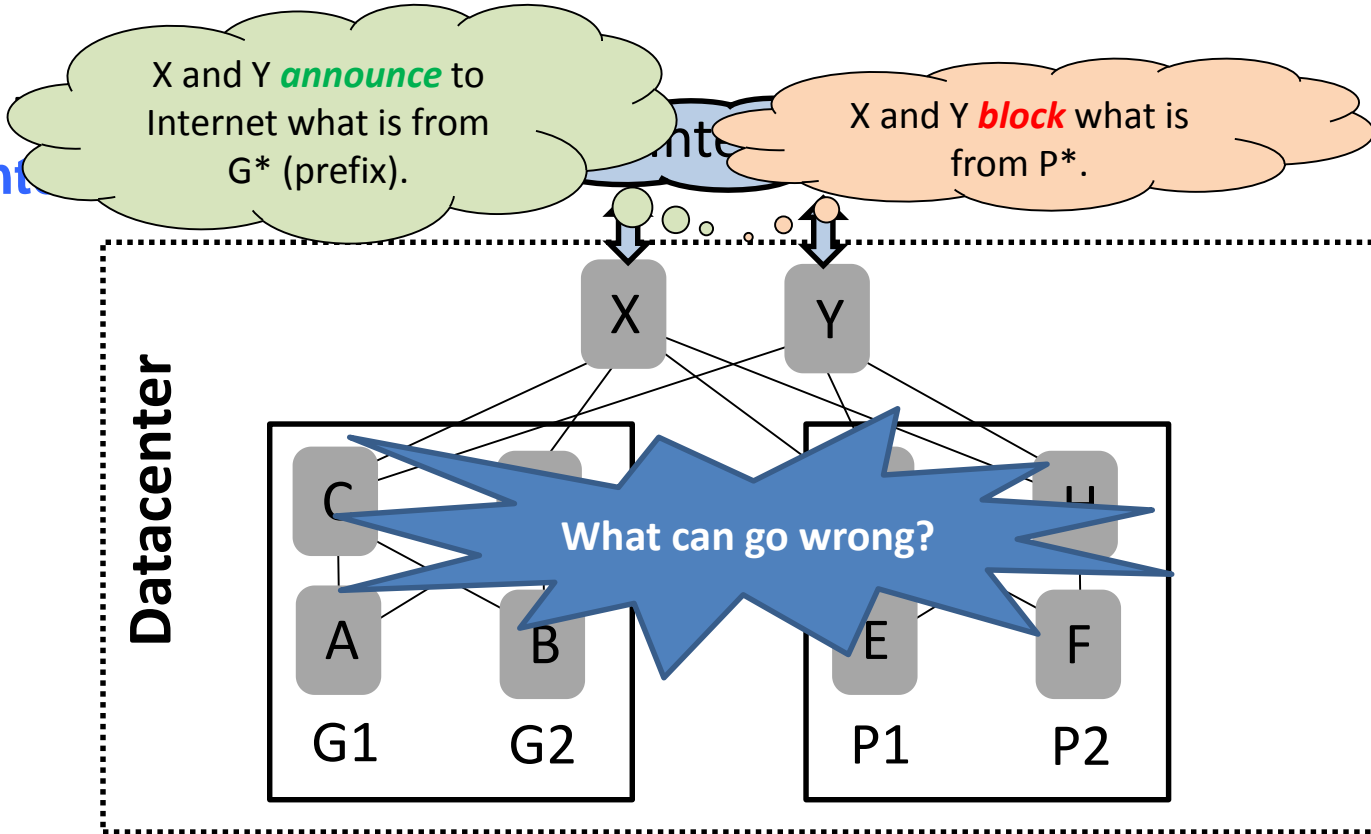 X and Y announce to
Internet what is from
G* (prefix).
X and Y block what is
from P*.
X
Y
Datacenter
C
What can go wrong?
A
B
E
F
G1
G2
P1
P2